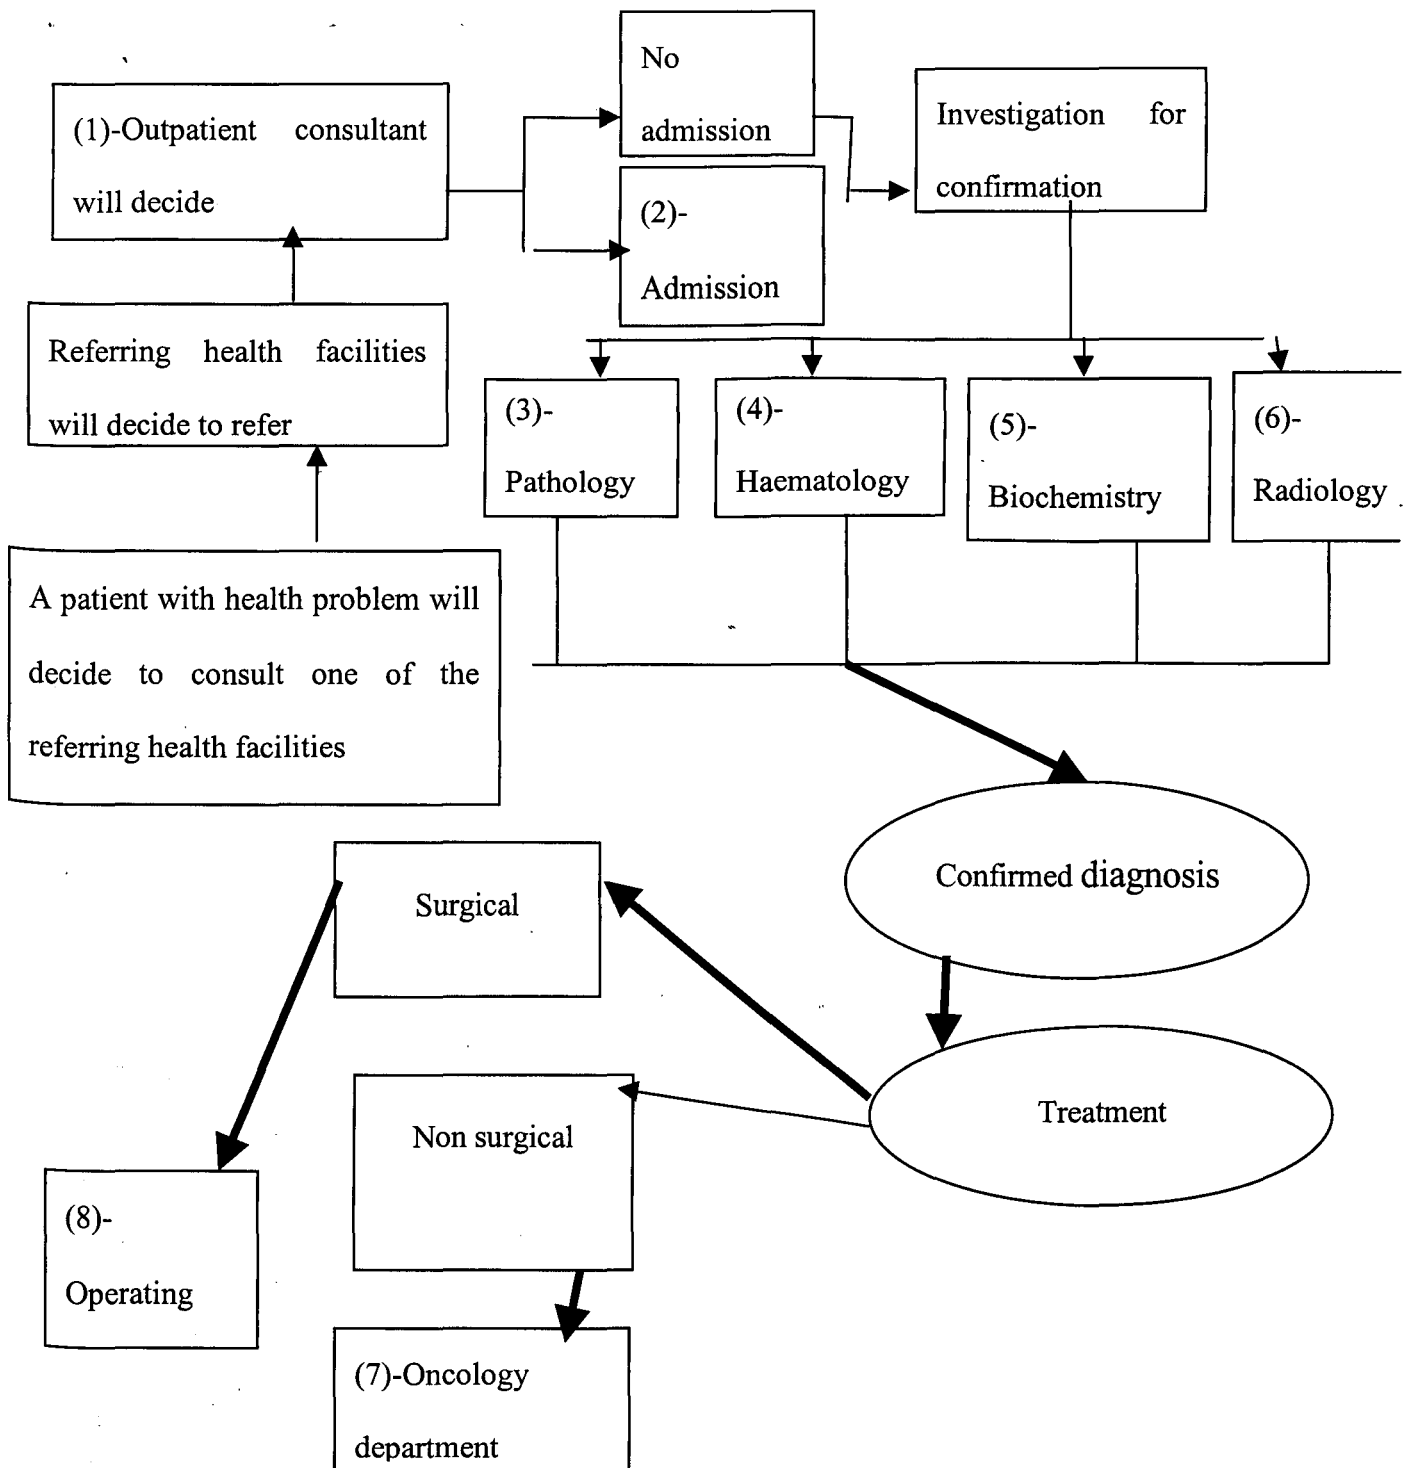 No
admission
(1)-Outpatient consultant
will decide
Investigation for
confirmation
(2)-
Admission
Referring health facilities
will decide to refer
(3)-
Pathology
(4)-
Haematology
(5)-
Biochemistry
(6)-
Radiology
A patient with health problem will
decide to consult one of the
referring health facilities
Confirmed diagnosis
Surgical
Treatment
Non surgical
(8)-
Operating
(7)-Oncology
department